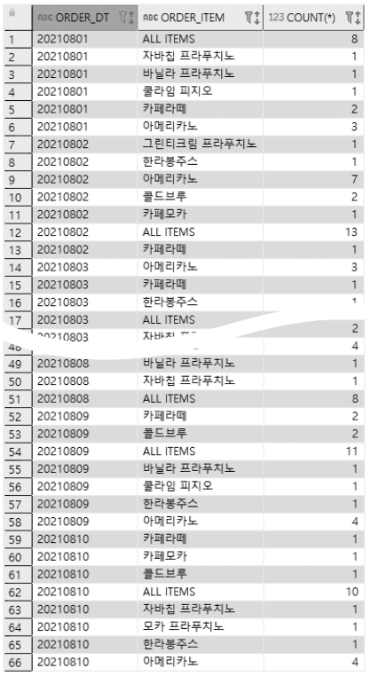 ABC ORDER_DT ABC ORDER_ITEM 123 COUNT(*)
1 20210801 ALL ITEMS 8
2 20210801 자바칩 프라푸치노 1
3 20210801 바닐라 프라푸치노 1
4 20210801 쿨라임 피지오 1
5 20210801 카페라떼 2
6 20210801 아메리카노 3
7 20210802 그린티크림 프라푸치노 1
8 20210802 한라봉주스 1
9 20210802 아메리카노 7
10 20210802 콜드브루 2
11 20210802 카페모카 1
12 20210802 ALL ITEMS 13
13 20210802 카페라떼 1
14 20210803 아메리카노 3
15 20210803 카페라떼 1
16 20210803 한라봉주스 1
17 20210803 ALL ITEMS
20210803 자바칩 2
48 4
49 20210808 바닐라 프라푸치노 1
50 20210808 자바칩 프라푸치노 1
51 20210808 ALL ITEMS 8
52 20210809 카페라떼 2
53 20210809 콜드브루 2
54 20210809 ALL ITEMS 11
55 20210809 바닐라 프라푸치노 1
56 20210809 쿨라임 피지오 1
57 20210809 한라봉주스 1
58 20210809 아메리카노 4
59 20210810 카페라떼 1
60 20210810 카페모카 1
61 20210810 콜드브루 1
62 20210810 ALL ITEMS 10
63 20210810 자바칩 프라푸치노 1
64 20210810 모카 프라푸치노 1
65 20210810 한라봉주스 1
66 20210810 아메리카노 4